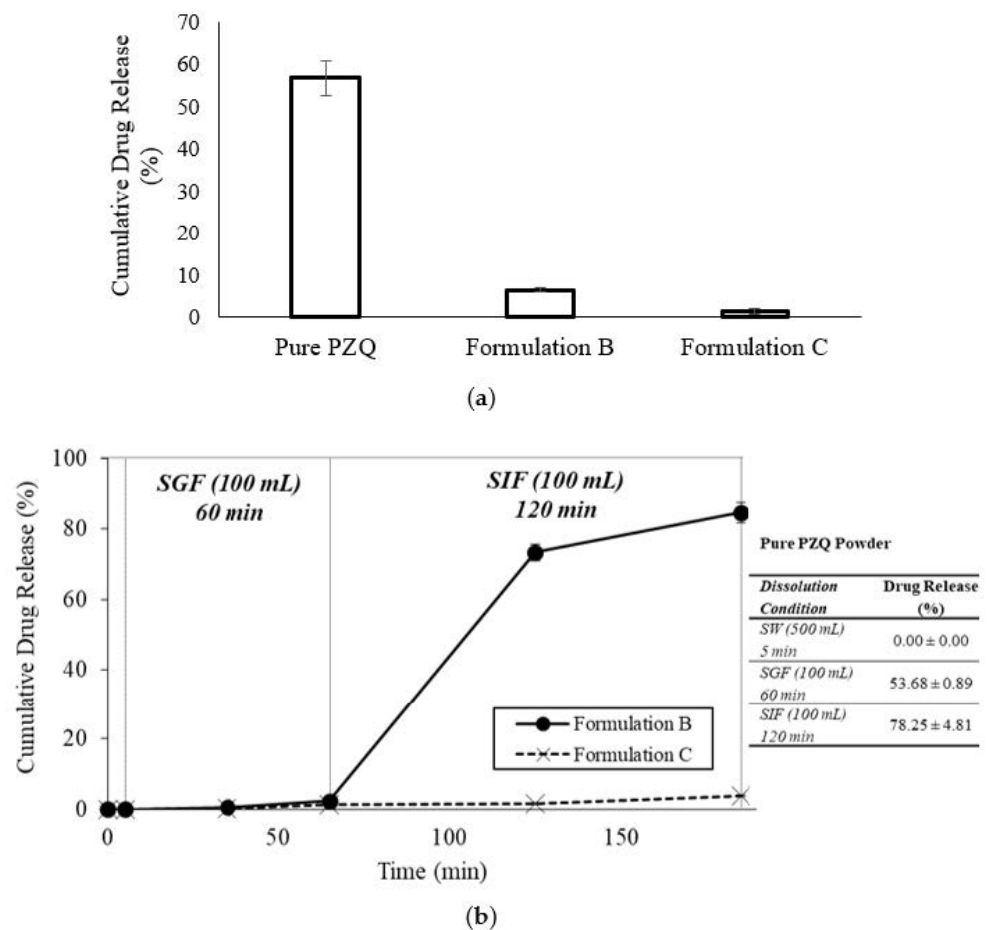 Cumulative Drug Release
(%)
70
60
50
40
30
20
10
0
Pure PZQ
Formulation B
Formulation C
(a)
Cumulative Drug Release (%)
100
80
60
40
20
0
SGF (100 mL)
60 min
SIF (100 mL)
120 min
Formulation B
Formulation C
0
50
100
150
Time (min)
Pure PZQ Powder
Dissolution Drug Release
Condition (%)
SW (500 mL)
5 min 0.00 ± 0.00
SGF (100 mL)
60 min 53.68 ± 0.89
SIF (100 mL)
120 min 78.25 ± 4.81
(b)